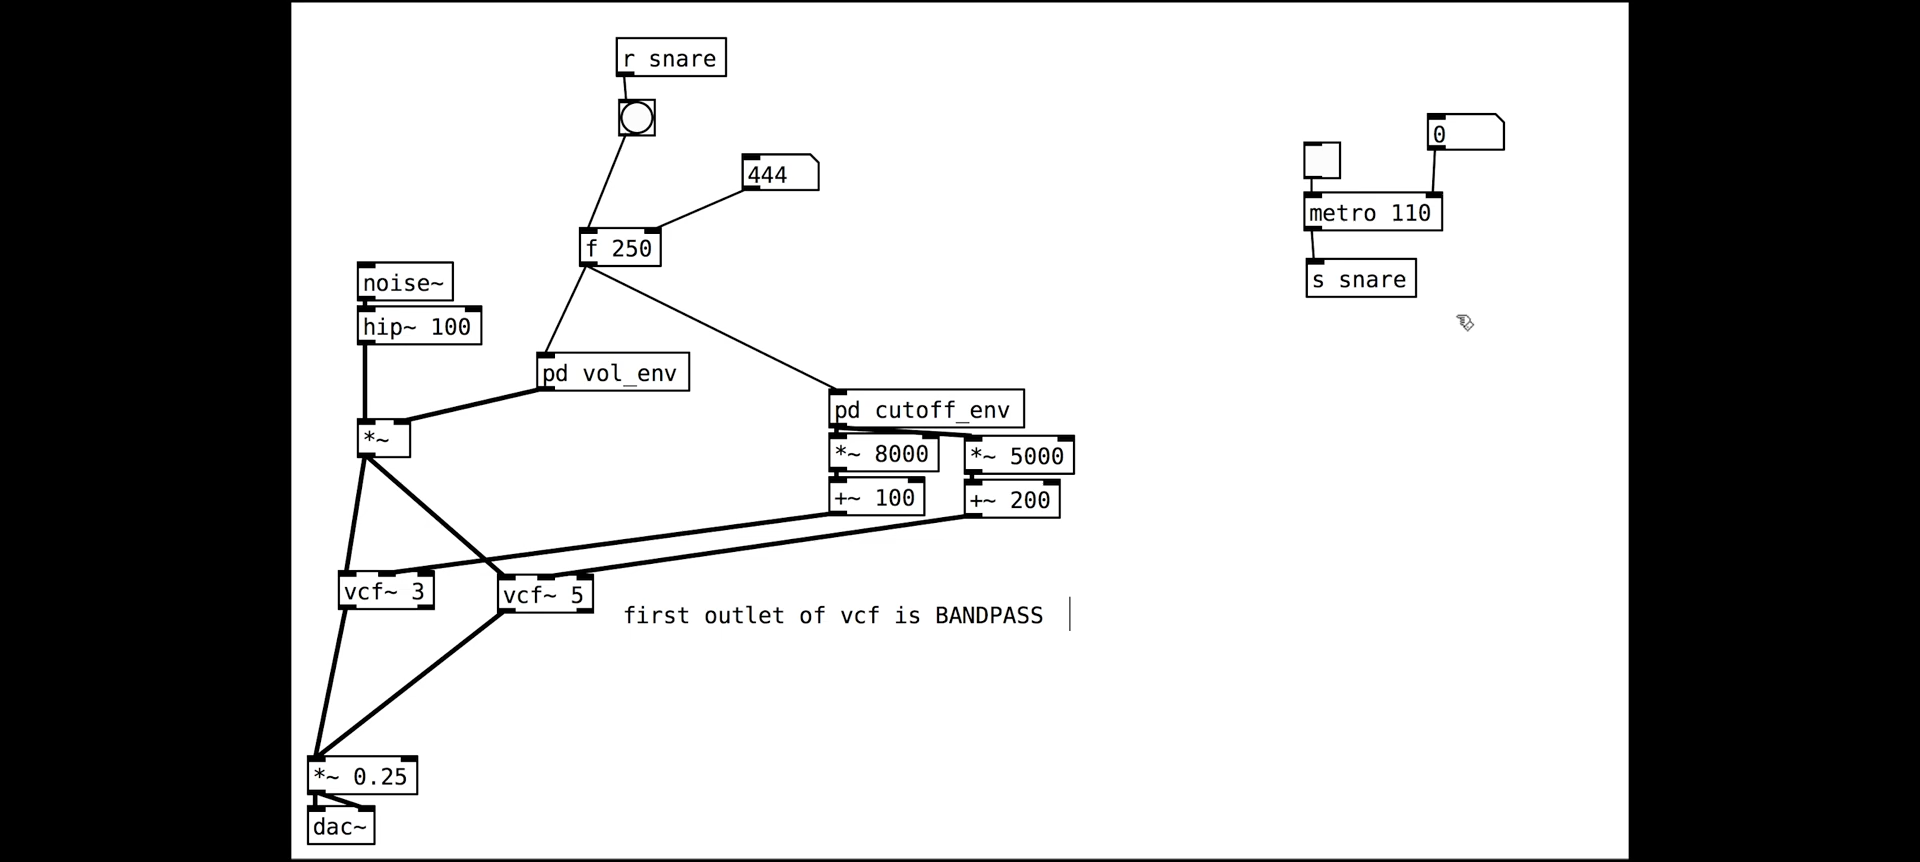 r snare
444
0
metro 110
s snare
f 250
noise~
hip~ 100
pd vol_env
pd cutoff_env
*~
*~ 8000
*~ 5000
+~ 100
+~ 200
vcf~ 3
vcf~ 5
first outlet of vcf is BANDPASS
*~ 0.25
dac~